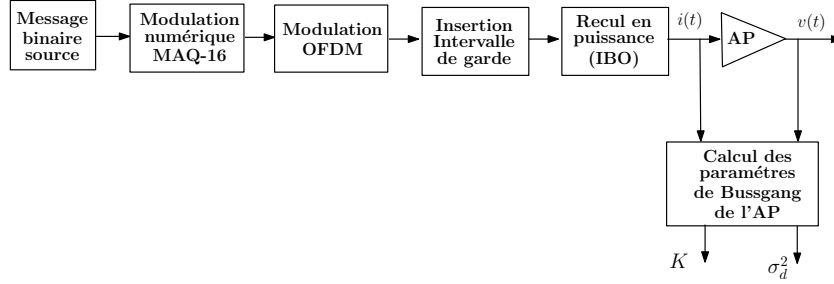 Message
binaire
source
Modulation
numérique
MAQ-16
Modulation
OFDM
Insertion
Intervalle
de garde
Recul en
puissance
(IBO)
i(t)
AP
v(t)
Calcul des
paramétres
de Bussgang
de l'AP
K
σ_d^2